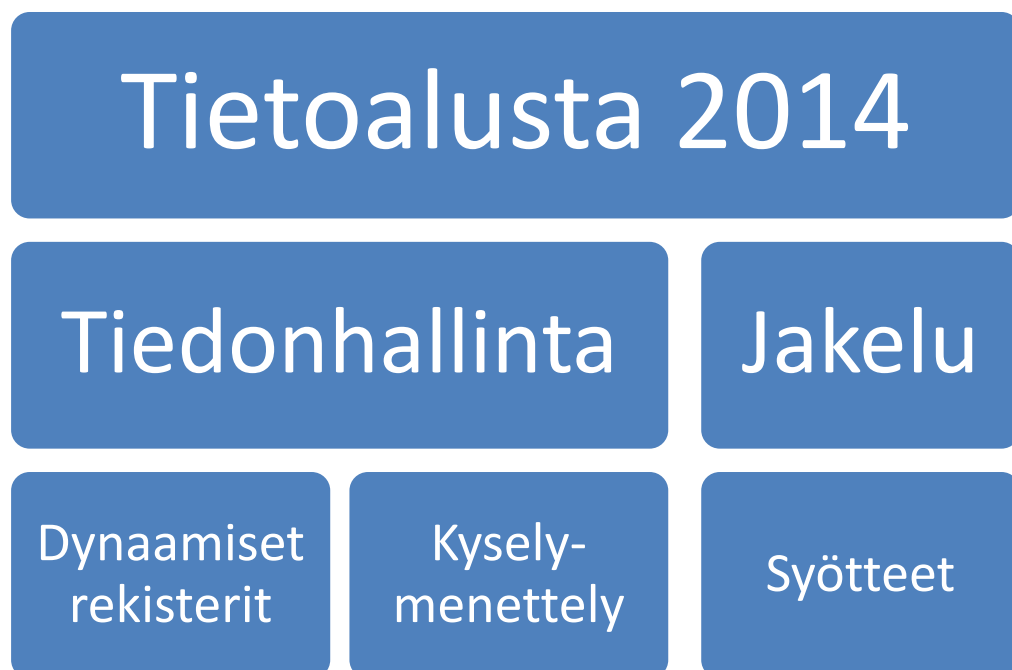 Tietoalusta 2014
Tiedonhallinta
Jakelu
Dynaamiset
rekisterit
Kysely-
menettely
Syötteet